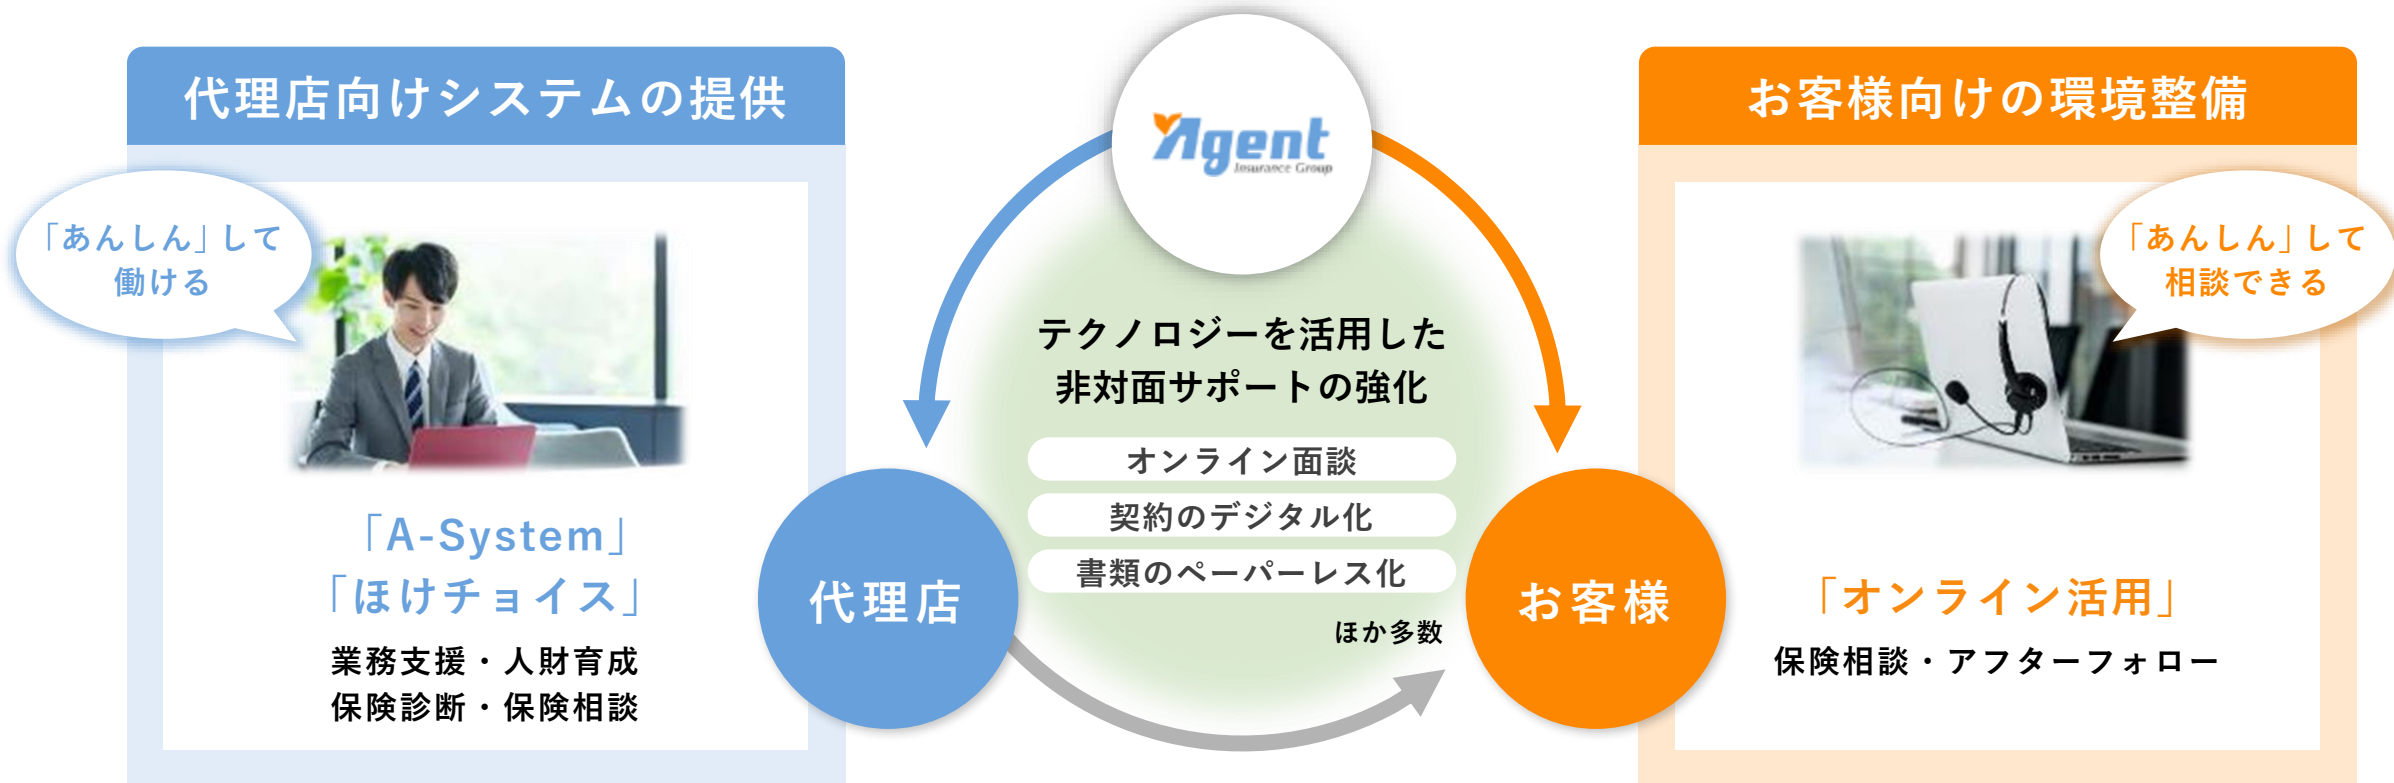 代理店向けシステムの提供
「あんしん」して
働ける
「A-System」
「ほけチョイス」
業務支援・人財育成
保険診断・保険相談
Agent
Insurance Group
テクノロジーを活用した
非対面サポートの強化
オンライン面談
契約のデジタル化
書類のペーパーレス化
ほか多数
代理店
お客様
お客様向けの環境整備
「あんしん」して
相談できる
「オンライン活用」
保険相談・アフターフォロー